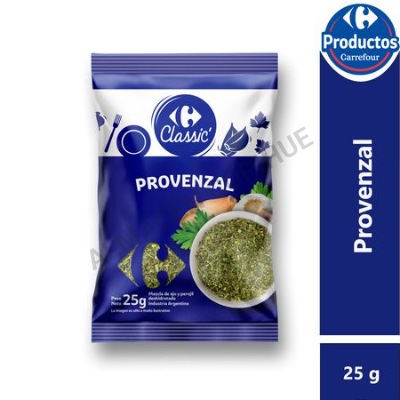 Productos
Carrefour
Classic'
PROVENZAL
Peso
Neto 25g
Mezcla de ajo y perejil
deshidratado
Industria Argentina
La imagen es sólo a modo ilustrativo
Provenzal
25 g